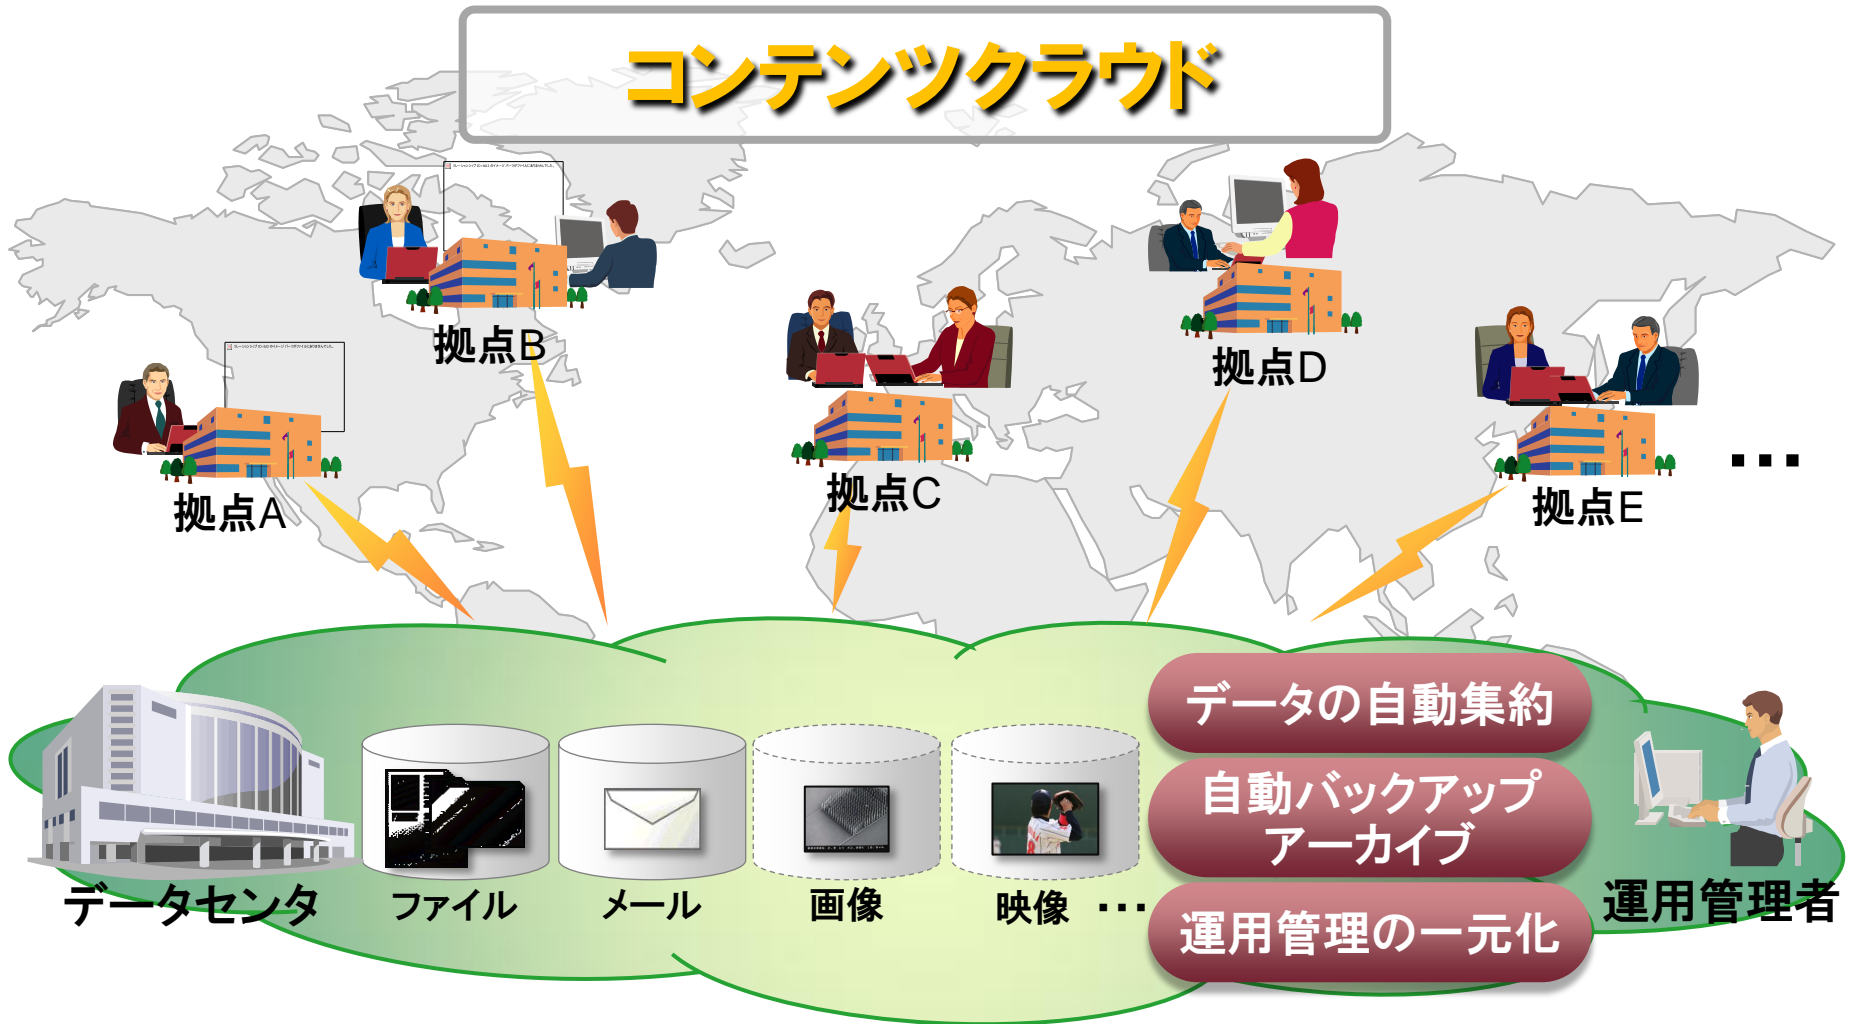 コンテンツクラウド
拠点B
拠点D
拠点A
拠点C
拠点E
…
データの自動集約
自動バックアップ
アーカイブ
運用管理の一元化
データセンタ
ファイル
メール
画像
映像 …
運用管理者